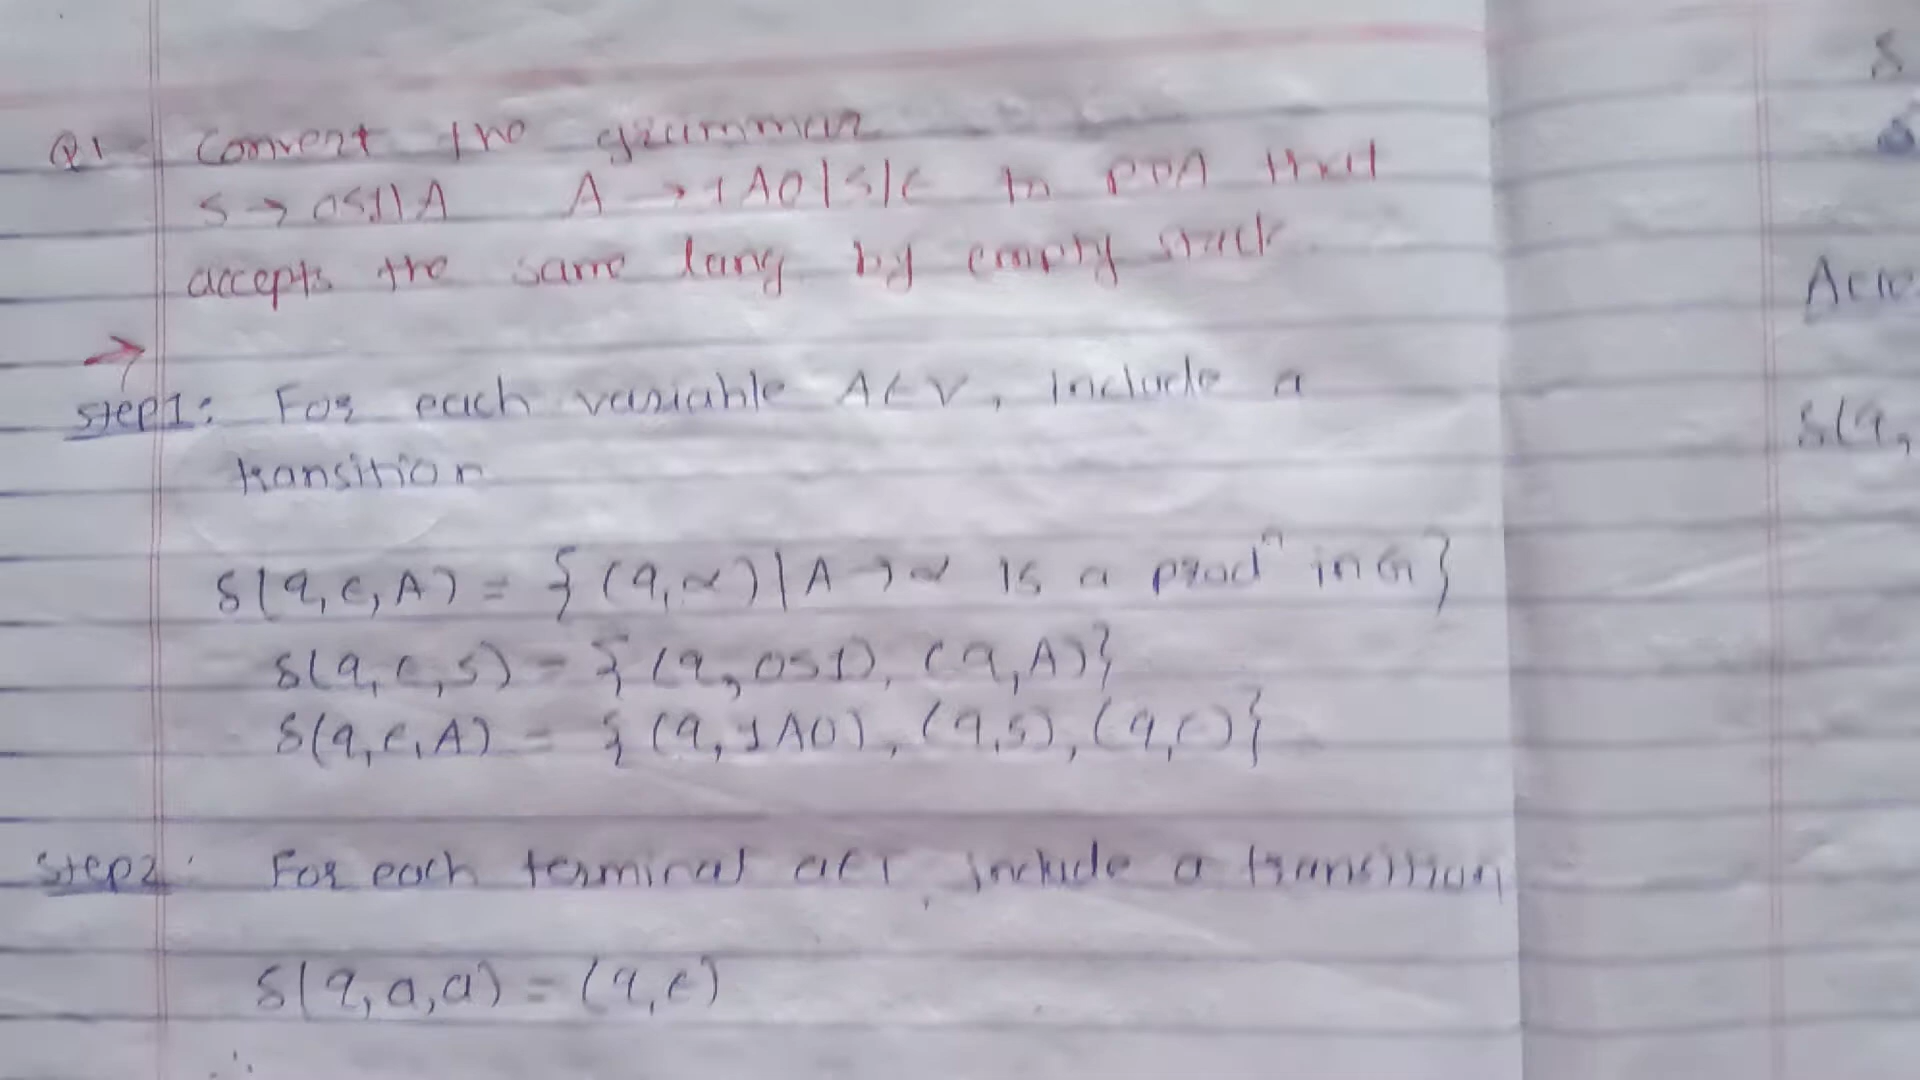 Q1 Convert the grammar
S → 0S1|A A → 1A0|S|ϵ to PDA that
accepts the same lang by empty stack
→
Step1: For each variable A ϵ V, include a
transition
δ(q, ϵ, A) = {(q, α) | A → α is a prodⁿ in G}
δ(q, ϵ, S) = {(q, 0S1), (q, A)}
δ(q, ϵ, A) = {(q, 1A0), (q, S), (q, ϵ)}
Step2: For each terminal a ϵ T, include a transition
δ(q, a, a) = (q, ϵ)
S
δ(q,